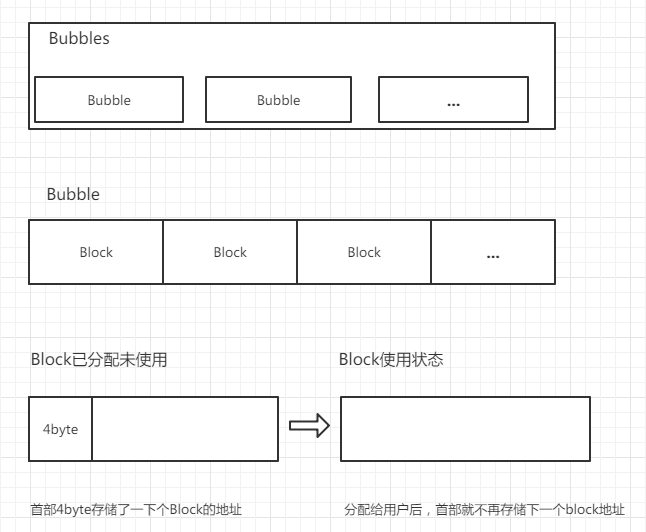 Bubbles
Bubble Bubble ...
Bubble
Block Block Block ...
Block已分配未使用 Block使用状态
4byte
首部4byte存储了一下个Block的地址 分配给用户后，首部就不再存储下一个block地址